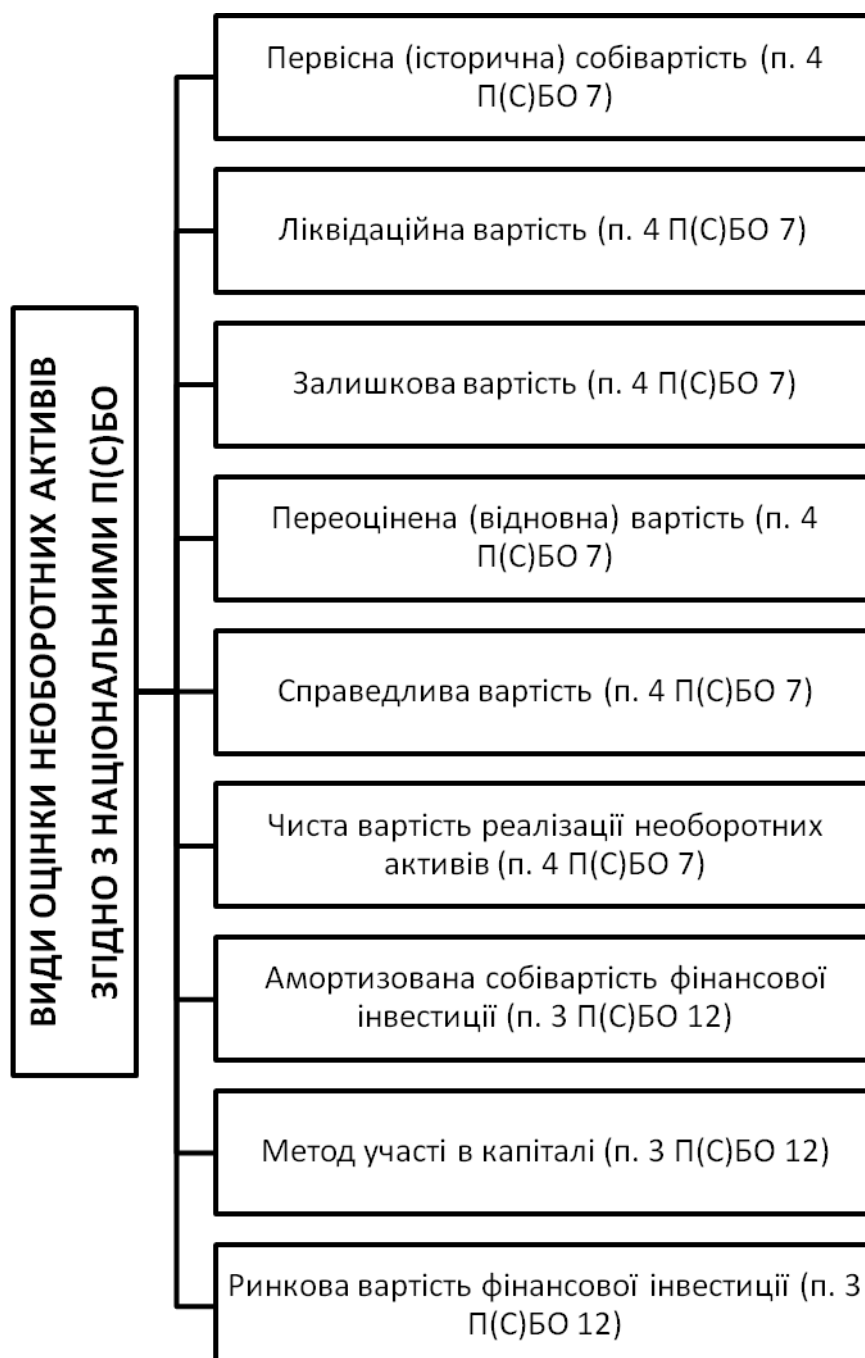 ВИДИ ОЦІНКИ НЕОБОРОТНИХ АКТИВІВ
ЗГІДНО З НАЦІОНАЛЬНИМИ П(С)БО
Первісна (історична) собівартість (п. 4
П(С)БО 7)
Ліквідаційна вартість (п. 4 П(С)БО 7)
Залишкова вартість (п. 4 П(С)БО 7)
Переоцінена (відновна) вартість (п. 4
П(С)БО 7)
Справедлива вартість (п. 4 П(С)БО 7)
Чиста вартість реалізації необоротних
активів (п. 4 П(С)БО 7)
Амортизована собівартість фінансової
інвестиції (п. 3 П(С)БО 12)
Метод участі в капіталі (п. 3 П(С)БО 12)
Ринкова вартість фінансової інвестиції (п. 3
П(С)БО 12)